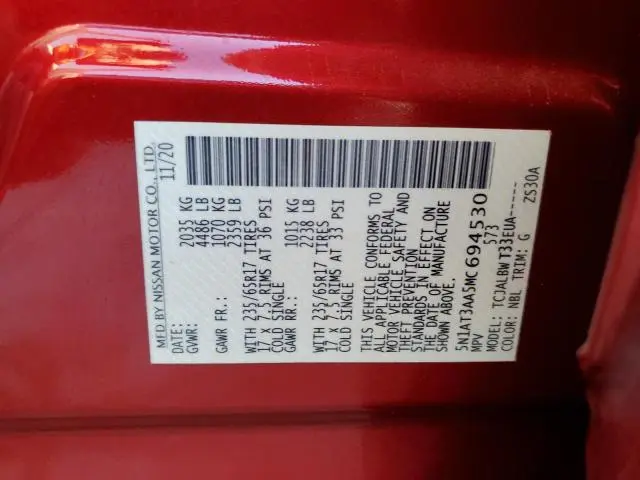 MFD BY NISSAN MOTOR CO., LTD.
DATE: 11/20
GVWR: 2035 KG
4486 LB
GAWR FR.: 1070 KG
2359 LB
WITH 235/65R17 TIRES
17 X 7.5 RIMS AT 36 PSI
COLD SINGLE
GAWR RR.: 1015 KG
2238 LB
WITH 235/65R17 TIRES
17 X 7.5 RIMS AT 33 PSI
COLD SINGLE
THIS VEHICLE CONFORMS TO
ALL APPLICABLE FEDERAL
MOTOR VEHICLE SAFETY AND
THEFT PREVENTION
STANDARDS IN EFFECT ON
THE DATE OF MANUFACTURE
SHOWN ABOVE.
5N1AT3AA5MC694530
MPV 573
MODEL: TCJALBWT33EUA-----
COLOR: NBL TRIM: G ZS30A